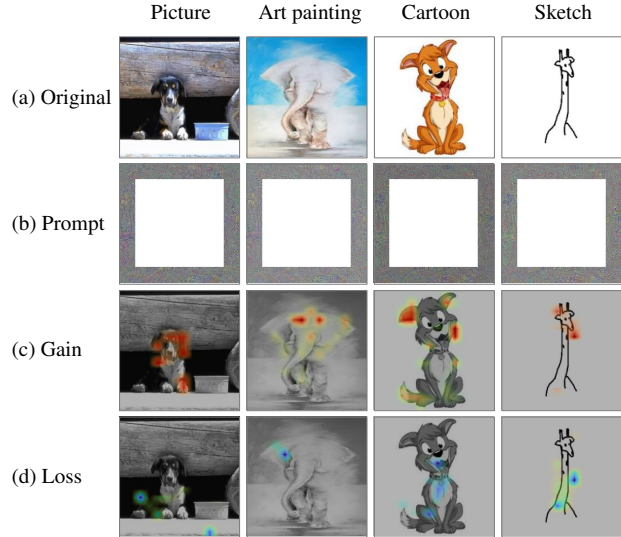 Picture Art painting Cartoon Sketch
(a) Original
(b) Prompt
(c) Gain
(d) Loss